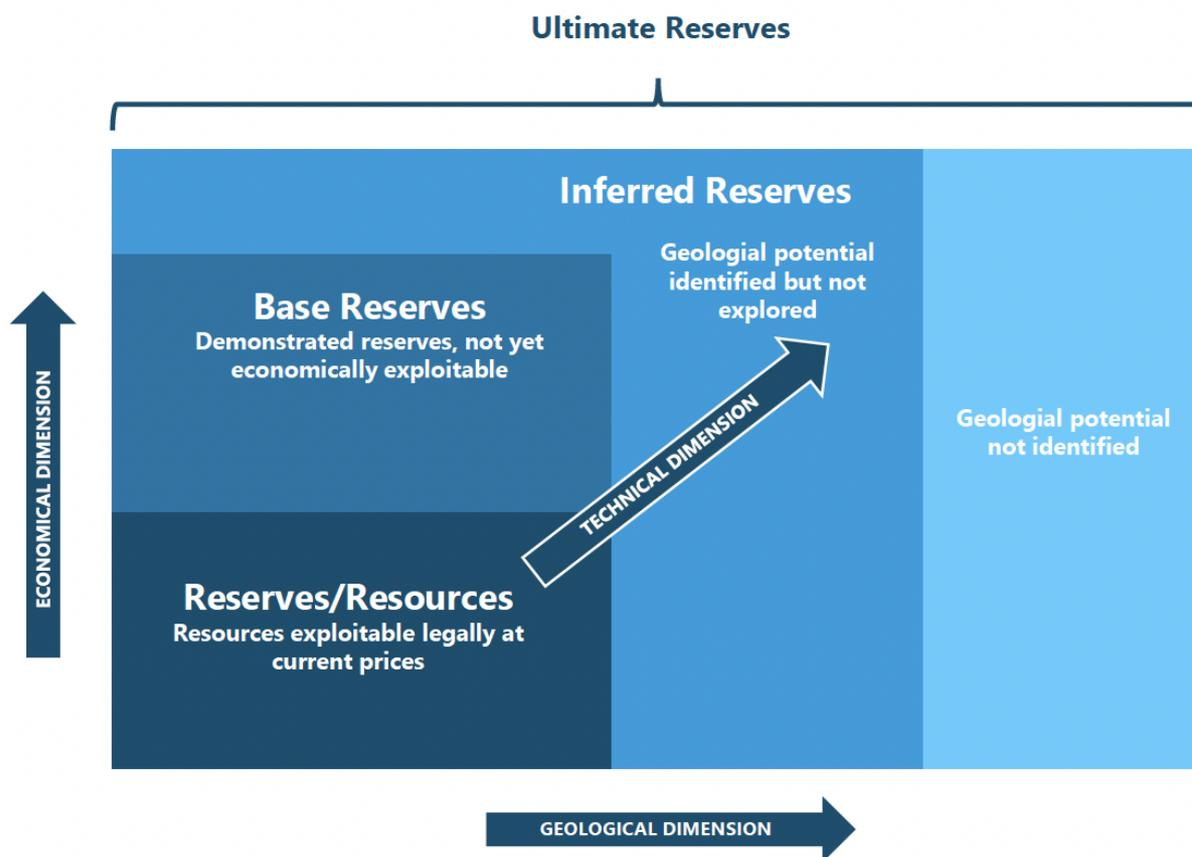 Ultimate Reserves
Inferred Reserves
Geologial potential
identified but not
explored
Base Reserves
Demonstrated reserves, not yet
economically exploitable
TECHNICAL DIMENSION
Geologial potential
not identified
ECONOMICAL DIMENSION
Reserves/Resources
Resources exploitable legally at
current prices
GEOLOGICAL DIMENSION